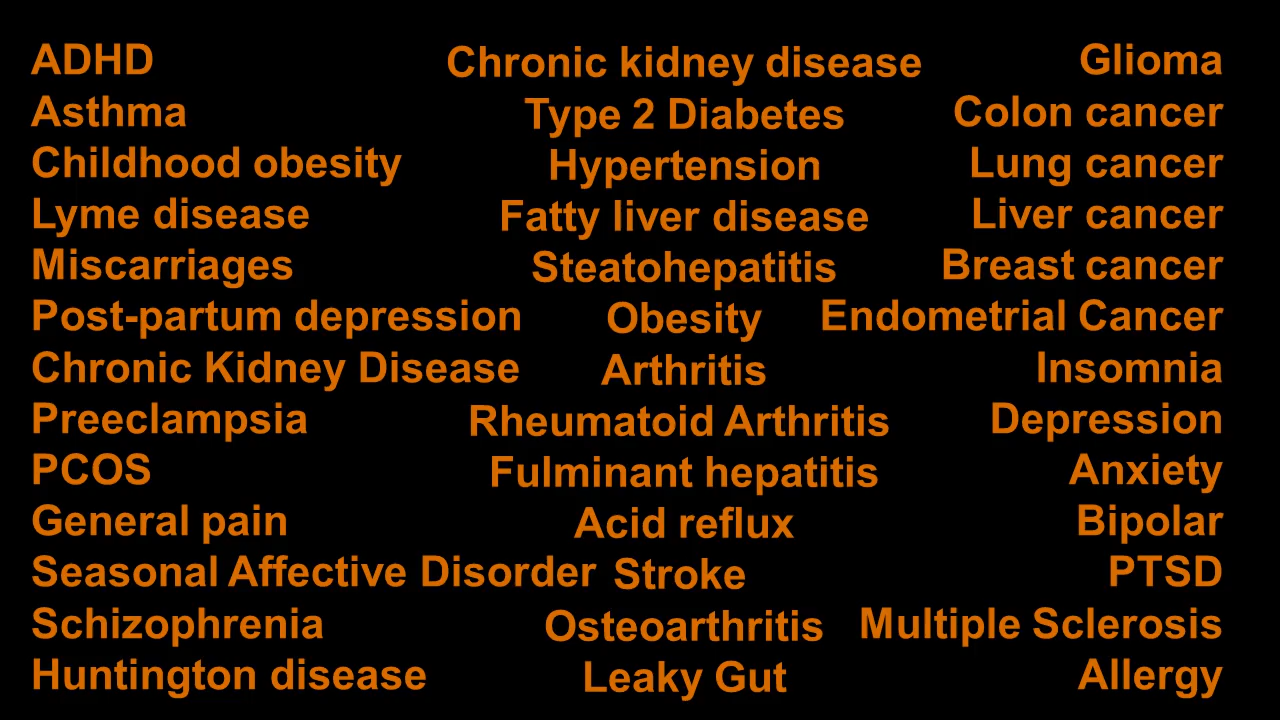 ADHD
Asthma
Childhood obesity
Lyme disease
Miscarriages
Post-partum depression
Chronic Kidney Disease
Preeclampsia
PCOS
General pain
Seasonal Affective Disorder
Schizophrenia
Huntington disease
Chronic kidney disease
Type 2 Diabetes
Hypertension
Fatty liver disease
Steatohepatitis
Obesity
Arthritis
Rheumatoid Arthritis
Fulminant hepatitis
Acid reflux
Stroke
Osteoarthritis
Leaky Gut
Glioma
Colon cancer
Lung cancer
Liver cancer
Breast cancer
Endometrial Cancer
Insomnia
Depression
Anxiety
Bipolar
PTSD
Multiple Sclerosis
Allergy